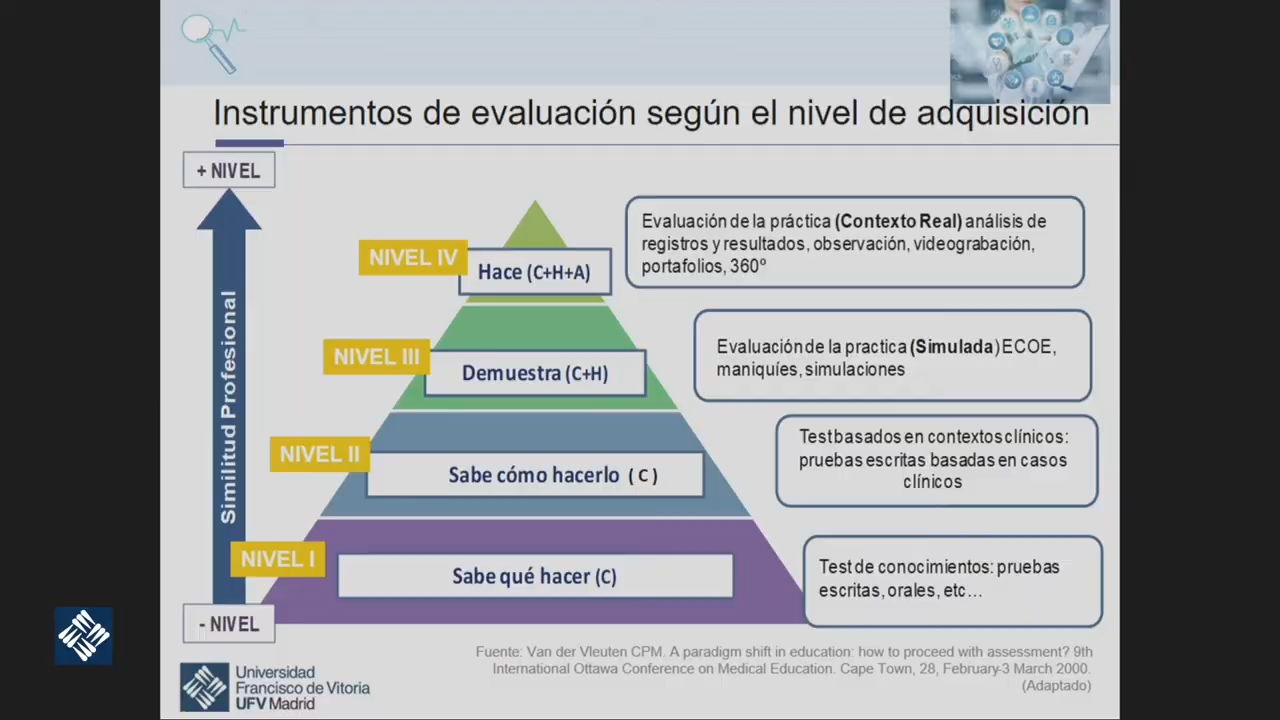 Instrumentos de evaluación según el nivel de adquisición
+ NIVEL
Similitud Profesional
- NIVEL
NIVEL IV
Hace (C+H+A)
Evaluación de la práctica (Contexto Real) análisis de
registros y resultados, observación, videograbación,
portafolios, 360º
NIVEL III
Demuestra (C+H)
Evaluación de la practica (Simulada) ECOE,
maniquíes, simulaciones
NIVEL II
Sabe cómo hacerlo ( C )
Test basados en contextos clínicos:
pruebas escritas basadas en casos
clínicos
NIVEL I
Sabe qué hacer (C)
Test de conocimientos: pruebas
escritas, orales, etc…
Fuente: Van der Vleuten CPM. A paradigm shift in education: how to proceed with assessment? 9th
International Ottawa Conference on Medical Education. Cape Town, 28, February-3 March 2000.
(Adaptado)
Universidad
Francisco de Vitoria
UFV Madrid